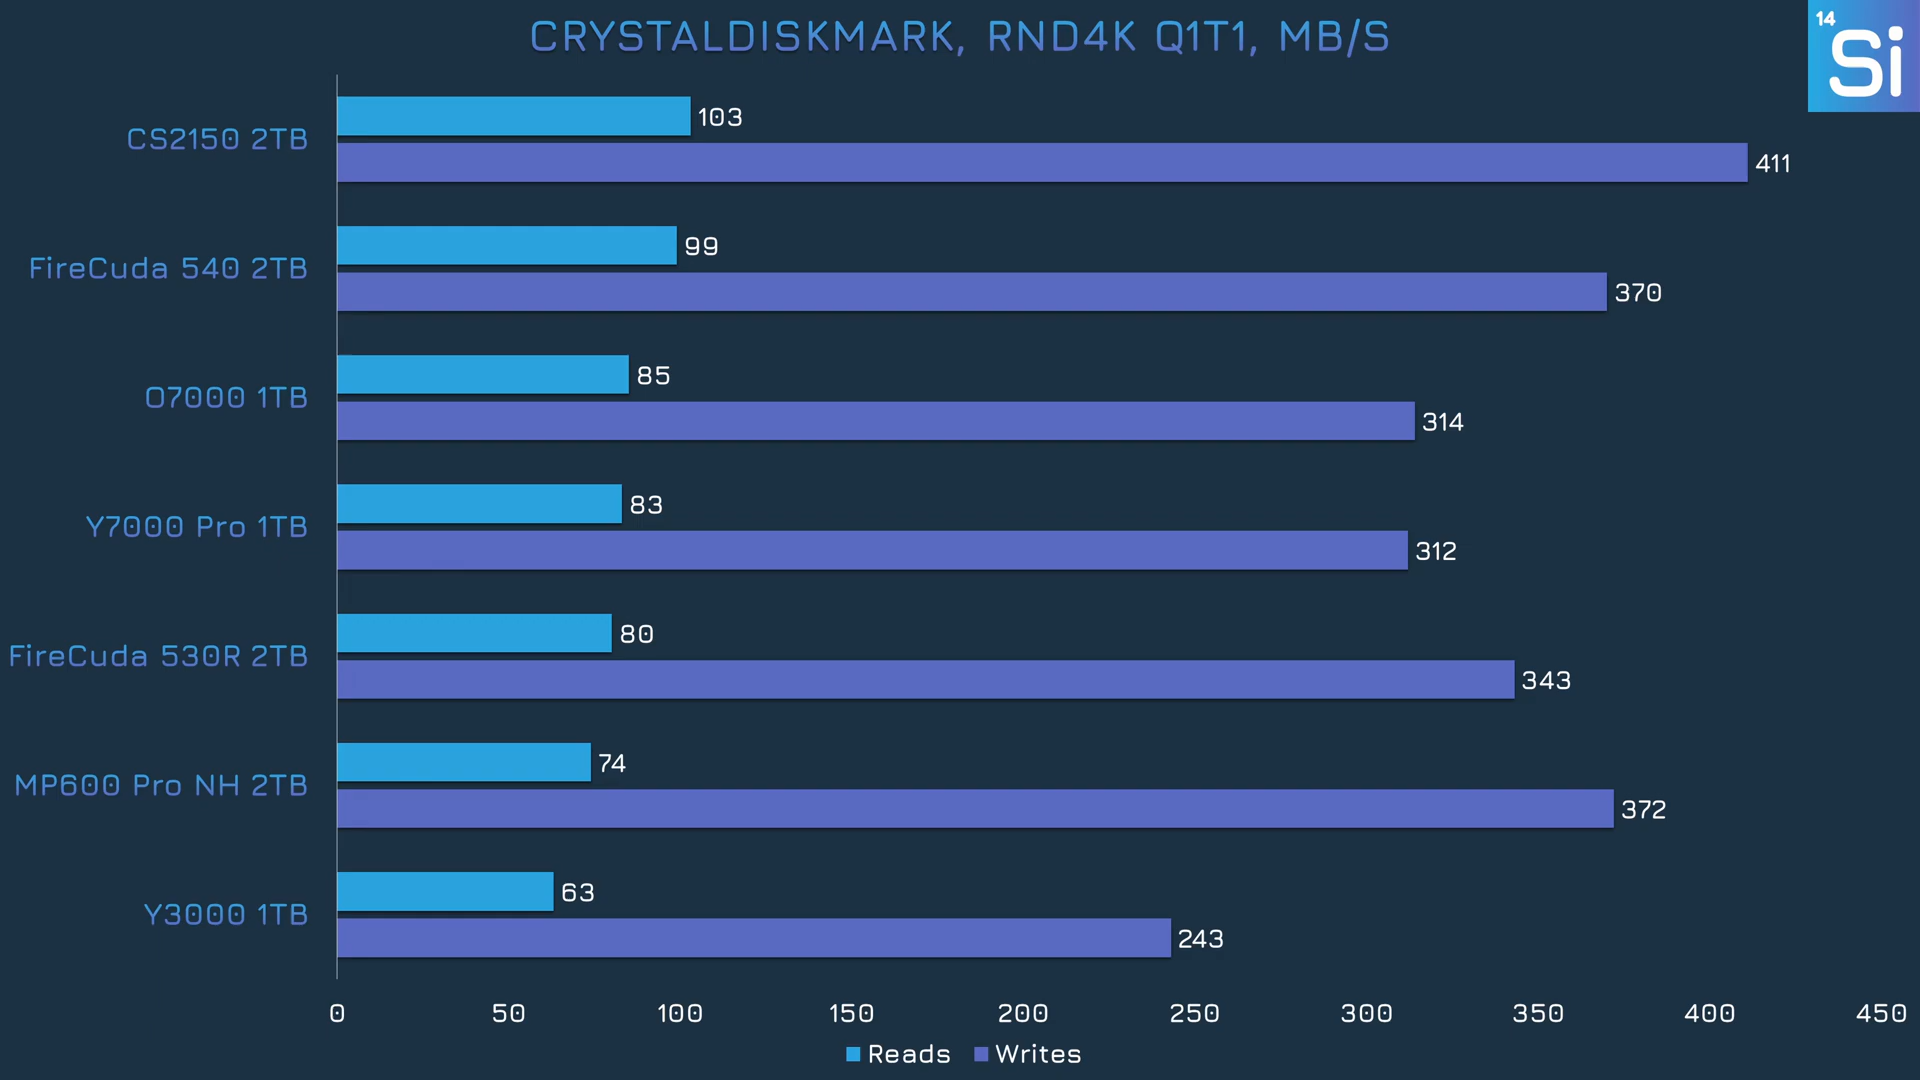 CRYSTALDISKMARK, RND4K Q1T1, MB/S
14
Si
CS2150 2TB
103
411
FireCuda 540 2TB
99
370
O7000 1TB
85
314
Y7000 Pro 1TB
83
312
FireCuda 530R 2TB
80
343
MP600 Pro NH 2TB
74
372
Y3000 1TB
63
243
0 50 100 150 200 250 300 350 400 450
Reads Writes